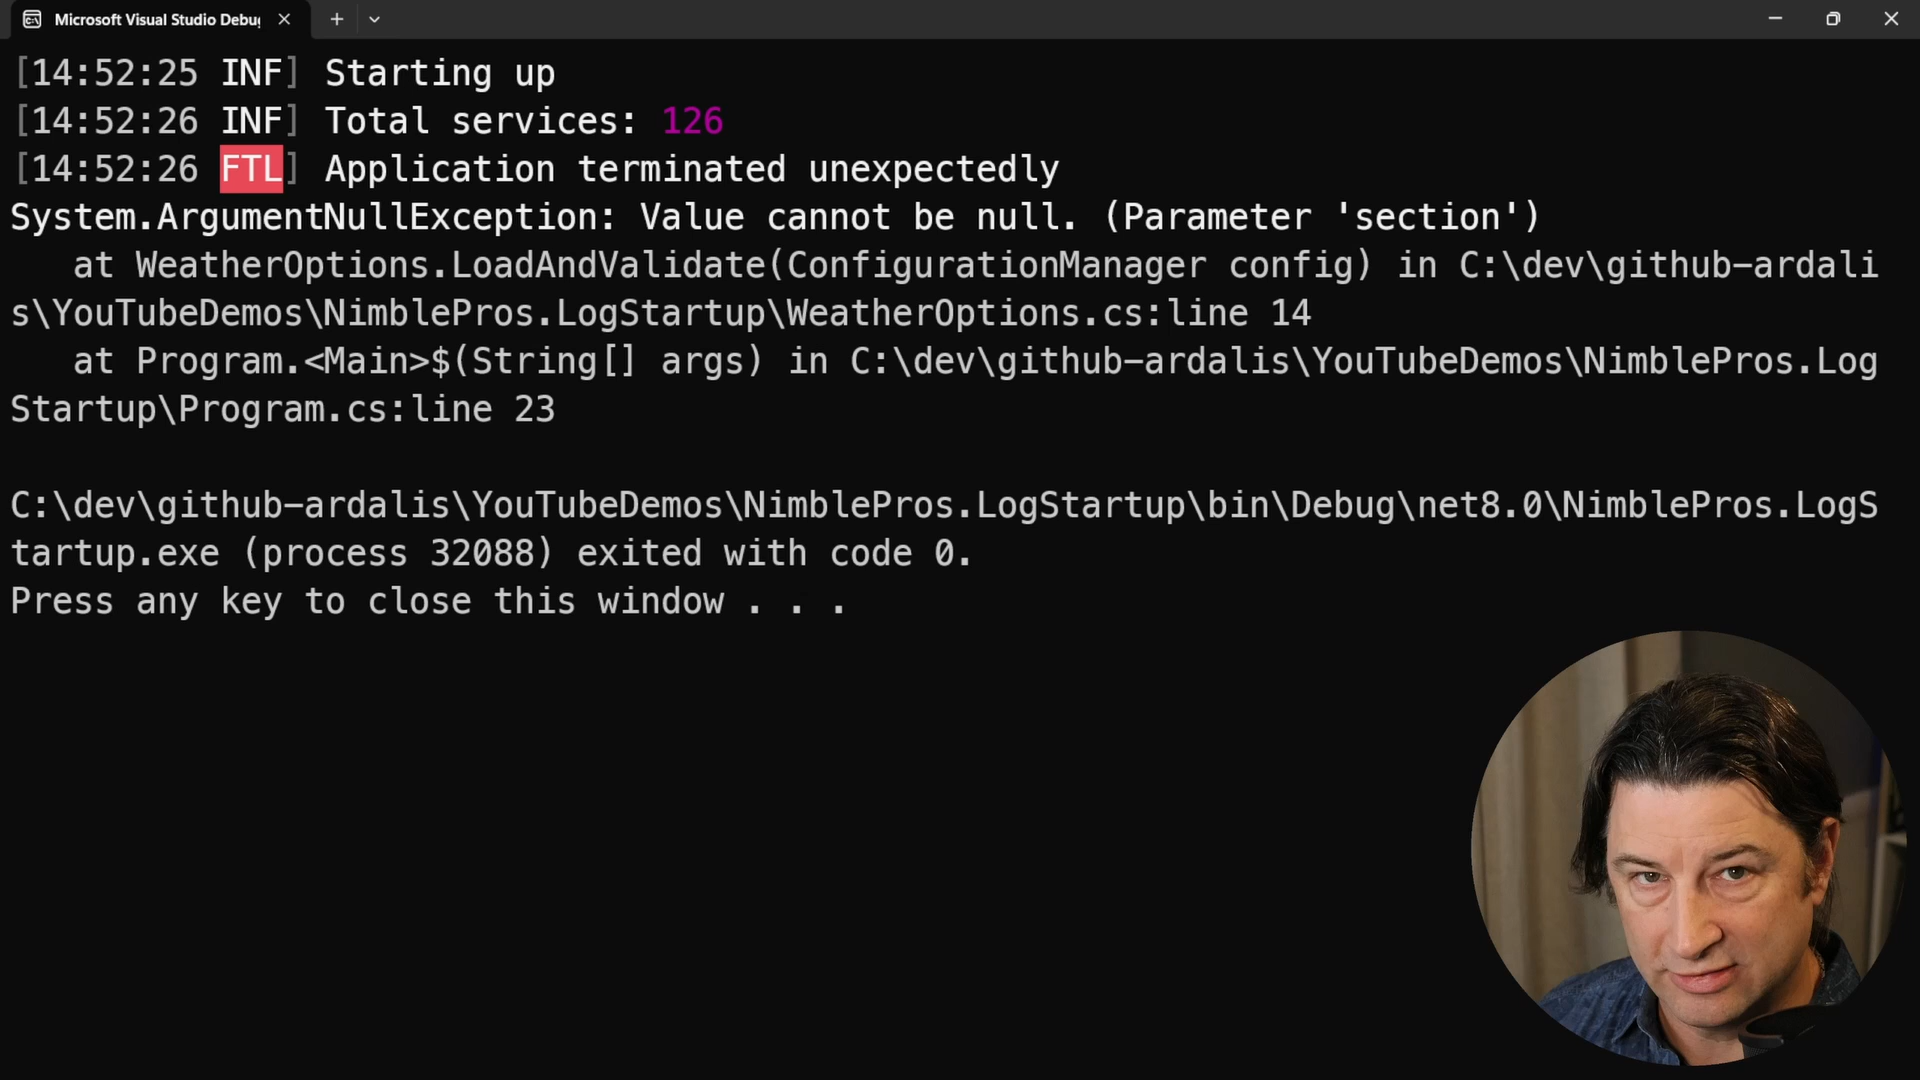 Microsoft Visual Studio Debu
[14:52:25 INF] Starting up
[14:52:26 INF] Total services: 126
[14:52:26 FTL] Application terminated unexpectedly
System.ArgumentNullException: Value cannot be null. (Parameter 'section')
   at WeatherOptions.LoadAndValidate(ConfigurationManager config) in C:\dev\github-ardali
s\YouTubeDemos\NimblePros.LogStartup\WeatherOptions.cs:line 14
   at Program.<Main>$(String[] args) in C:\dev\github-ardalis\YouTubeDemos\NimblePros.Log
Startup\Program.cs:line 23
C:\dev\github-ardalis\YouTubeDemos\NimblePros.LogStartup\bin\Debug\net8.0\NimblePros.LogS
tartup.exe (process 32088) exited with code 0.
Press any key to close this window . . .